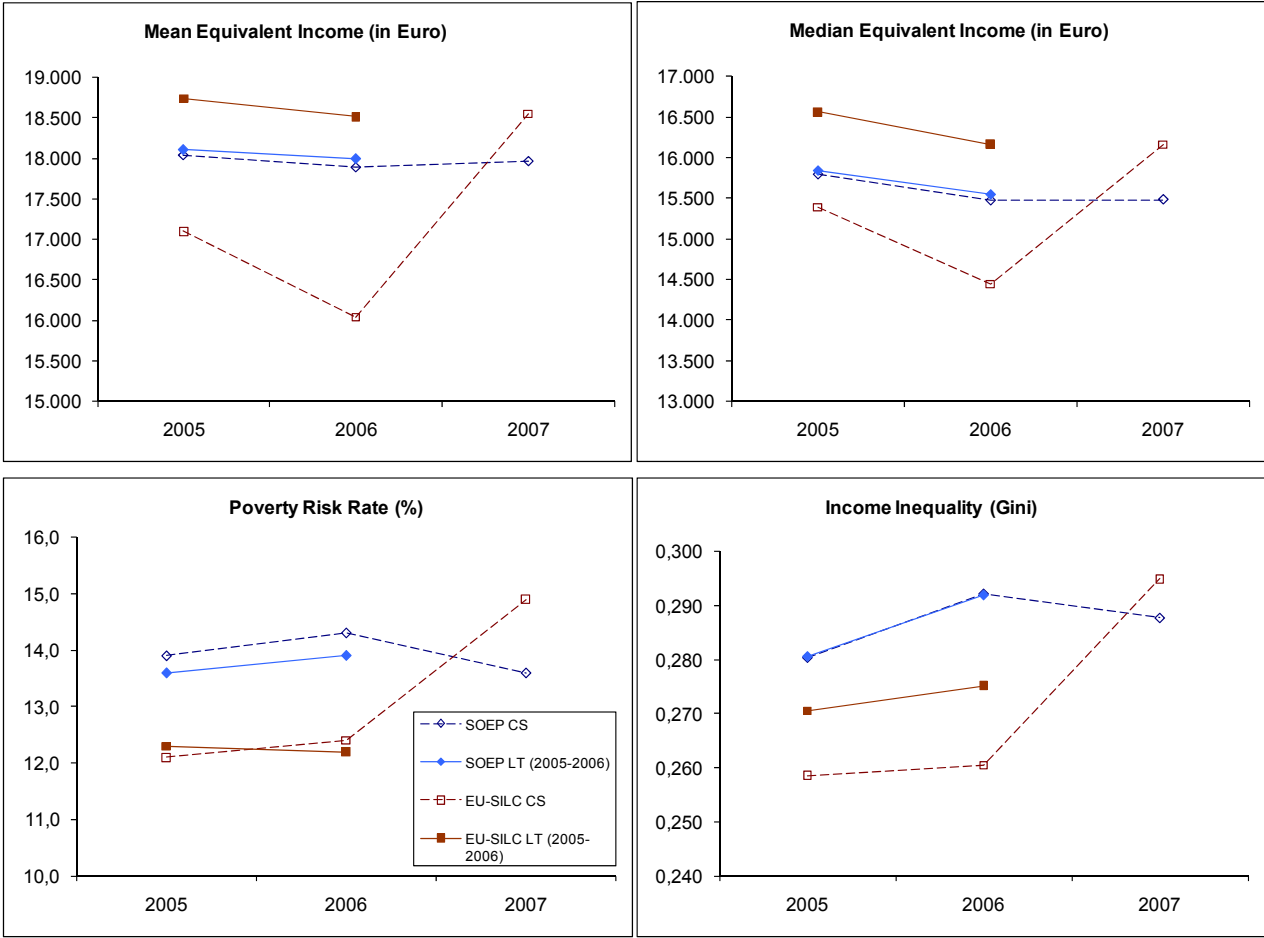 Mean Equivalent Income (in Euro)
19.000
18.500
18.000
17.500
17.000
16.500
16.000
15.500
15.000
2005 2006 2007
Median Equivalent Income (in Euro)
17.000
16.500
16.000
15.500
15.000
14.500
14.000
13.500
13.000
2005 2006 2007
Poverty Risk Rate (%)
16,0
15,0
14,0
13,0
12,0
11,0
10,0
2005 2006 2007
SOEP CS
SOEP LT (2005-2006)
EU-SILC CS
EU-SILC LT (2005-
2006)
Income Inequality (Gini)
0,300
0,290
0,280
0,270
0,260
0,250
0,240
2005 2006 2007